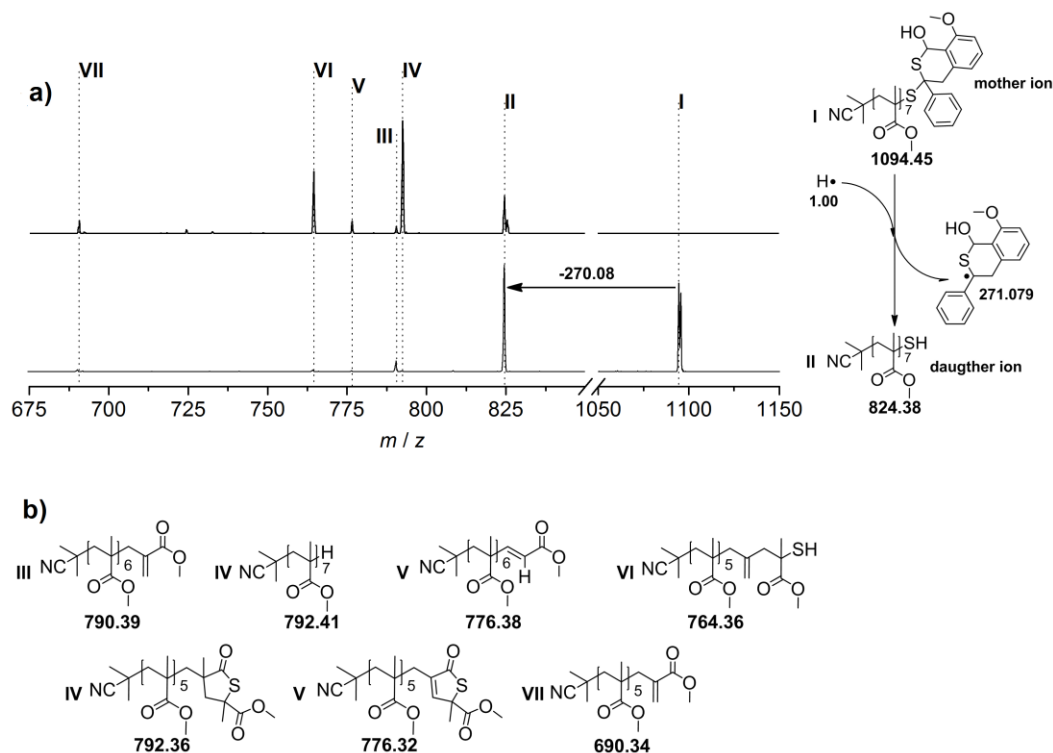 a)
VII
VI
V
IV
III
II
I
-270.08
675
700
725
750
775
800
825
1050
1100
1150
m / z
O
HO
S
S
7
NC
O
O
I
mother ion
1094.45
H•
1.00
O
HO
S
271.079
SH
7
NC
O
O
II
daugther ion
824.38
b)
III
NC
6
O
O
O
O
790.39
IV
NC
H
7
O
O
792.41
V
NC
6
H
O
O
O
O
776.38
VI
NC
5
SH
O
O
O
O
764.36
IV
NC
5
O
S
O
O
O
O
792.36
V
NC
5
O
S
O
O
O
O
776.32
VII
NC
5
O
O
O
O
690.34